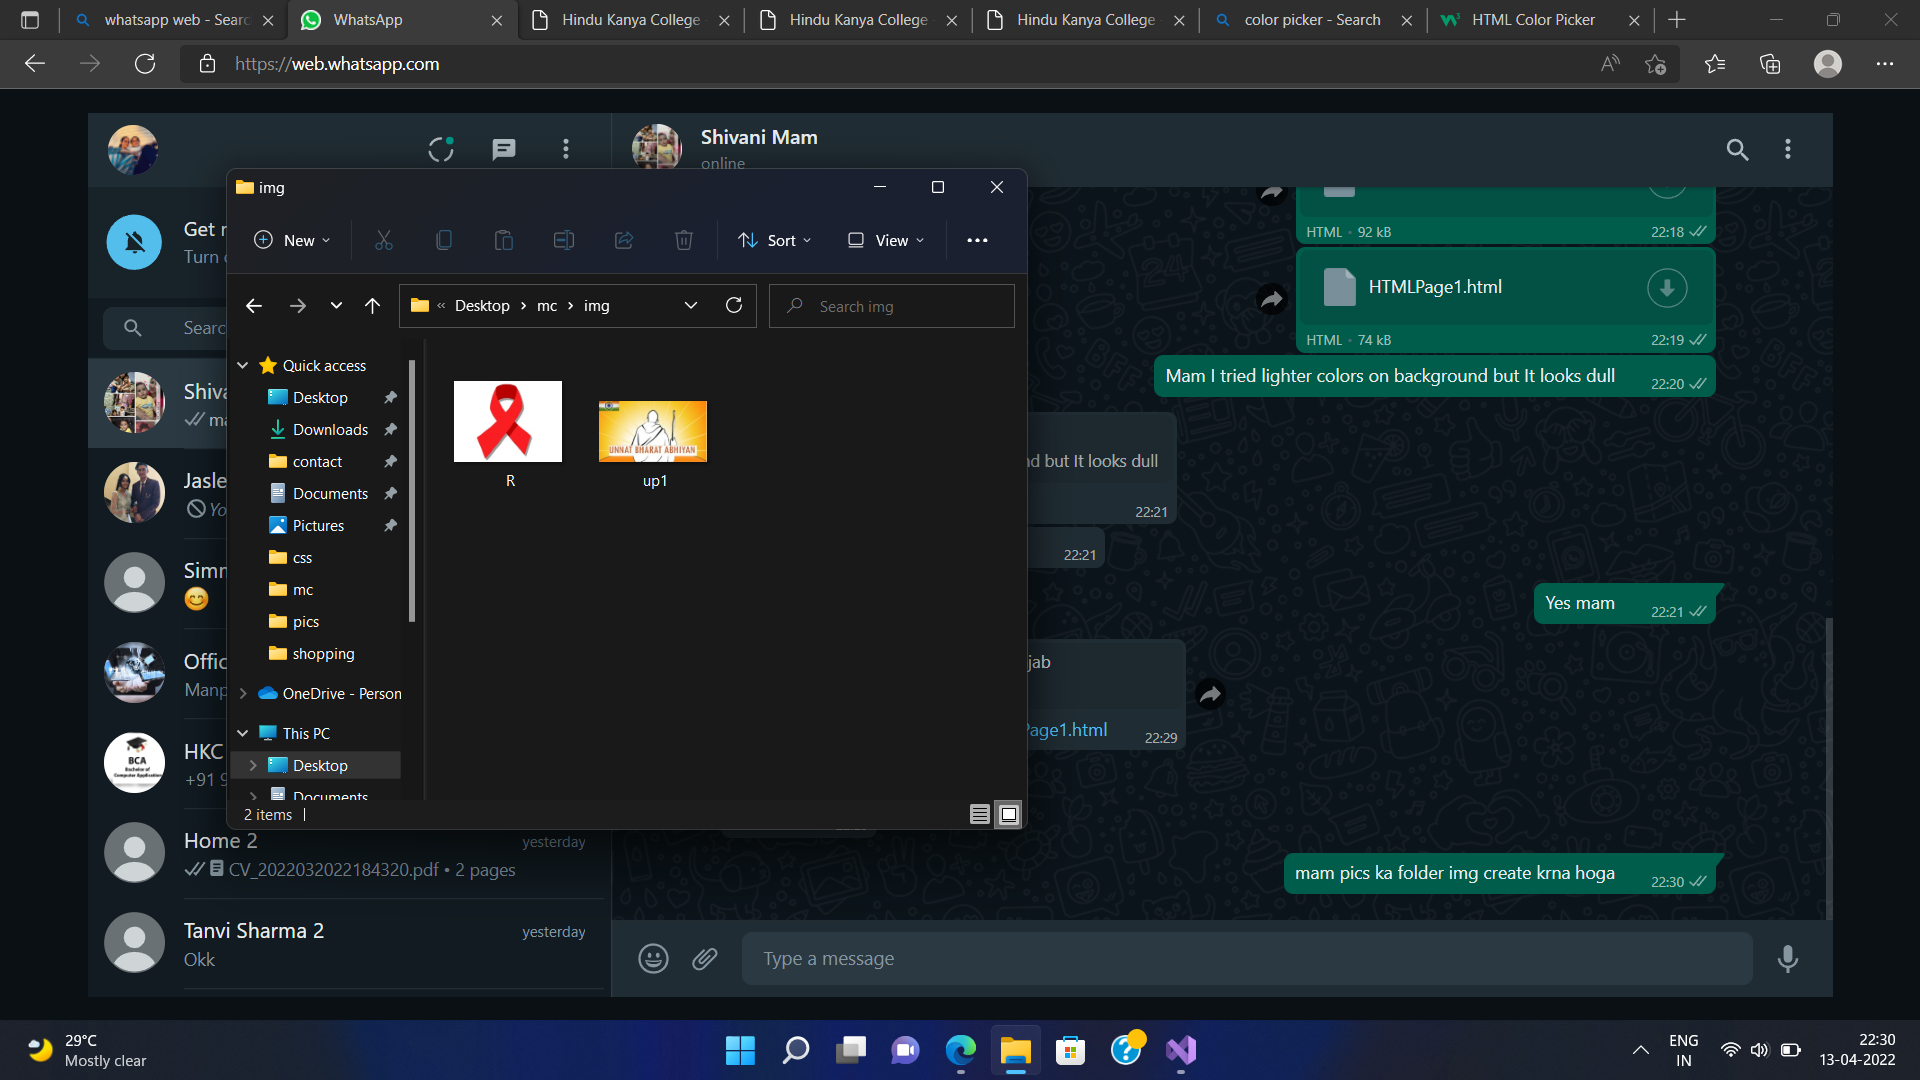 whatsapp web - Searc
WhatsApp
Hindu Kanya College
Hindu Kanya College
Hindu Kanya College
color picker - Search
HTML Color Picker
https://web.whatsapp.com
Shivani Mam
online
img
New
Sort
View
Desktop > mc > img
Search img
Quick access
Desktop
Downloads
contact
Documents
Pictures
css
mc
pics
shopping
OneDrive - Person
This PC
Desktop
Documents
R
UNNAT BHARAT ABHIYAN
up1
2 items
Get r
Turn o
Searc
Shiva
ma
Jasle
Yo
Simm
Offic
Manp
HKC
+91 9
BCA
Bachelor of
Computer Application
Home 2
yesterday
CV_2022032022184320.pdf • 2 pages
Tanvi Sharma 2
yesterday
Okk
HTML • 92 kB
22:18
HTMLPage1.html
HTML • 74 kB
22:19
Mam I tried lighter colors on background but It looks dull
22:20
d but It looks dull
22:21
22:21
Yes mam
22:21
jab
Page1.html
22:29
mam pics ka folder img create krna hoga
22:30
Type a message
29°C
Mostly clear
ENG
IN
22:30
13-04-2022